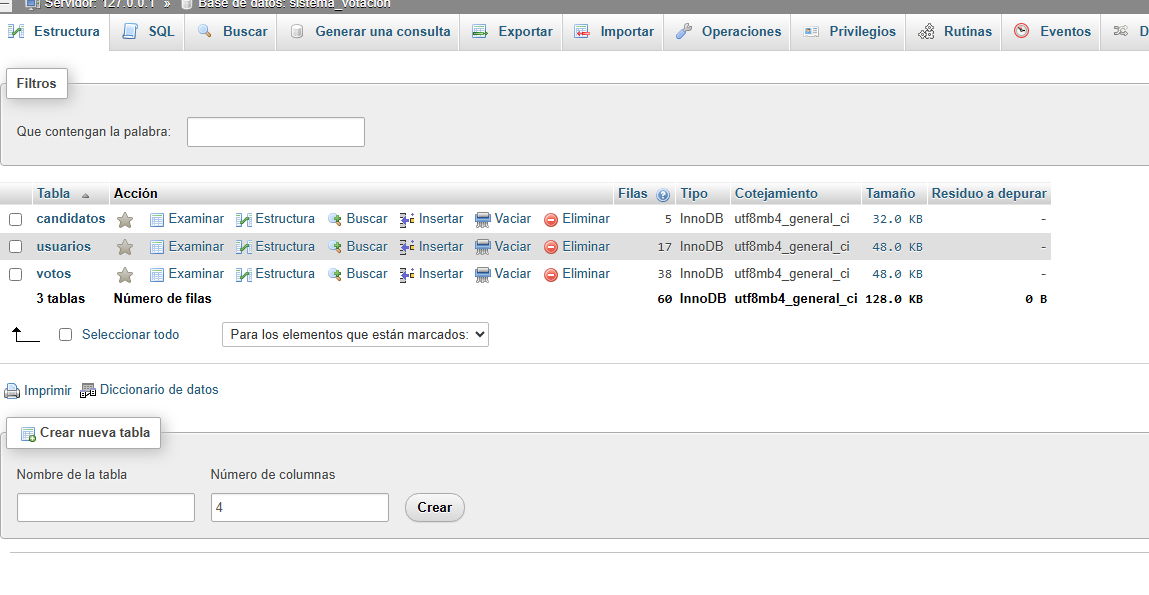 Servidor: 127.0.0.1 » Base de datos: sistema_votacion
Estructura SQL Buscar Generar una consulta Exportar Importar Operaciones Privilegios Rutinas Eventos D
Filtros
Que contengan la palabra:
Tabla Acción Filas Tipo Cotejamiento Tamaño Residuo a depurar
candidatos Examinar Estructura Buscar Insertar Vaciar Eliminar 5 InnoDB utf8mb4_general_ci 32.0 KB -
usuarios Examinar Estructura Buscar Insertar Vaciar Eliminar 17 InnoDB utf8mb4_general_ci 48.0 KB -
votos Examinar Estructura Buscar Insertar Vaciar Eliminar 38 InnoDB utf8mb4_general_ci 48.0 KB -
3 tablas Número de filas 60 InnoDB utf8mb4_general_ci 128.0 KB 0 B
Seleccionar todo Para los elementos que están marcados:
Imprimir Diccionario de datos
Crear nueva tabla
Nombre de la tabla Número de columnas
4 Crear